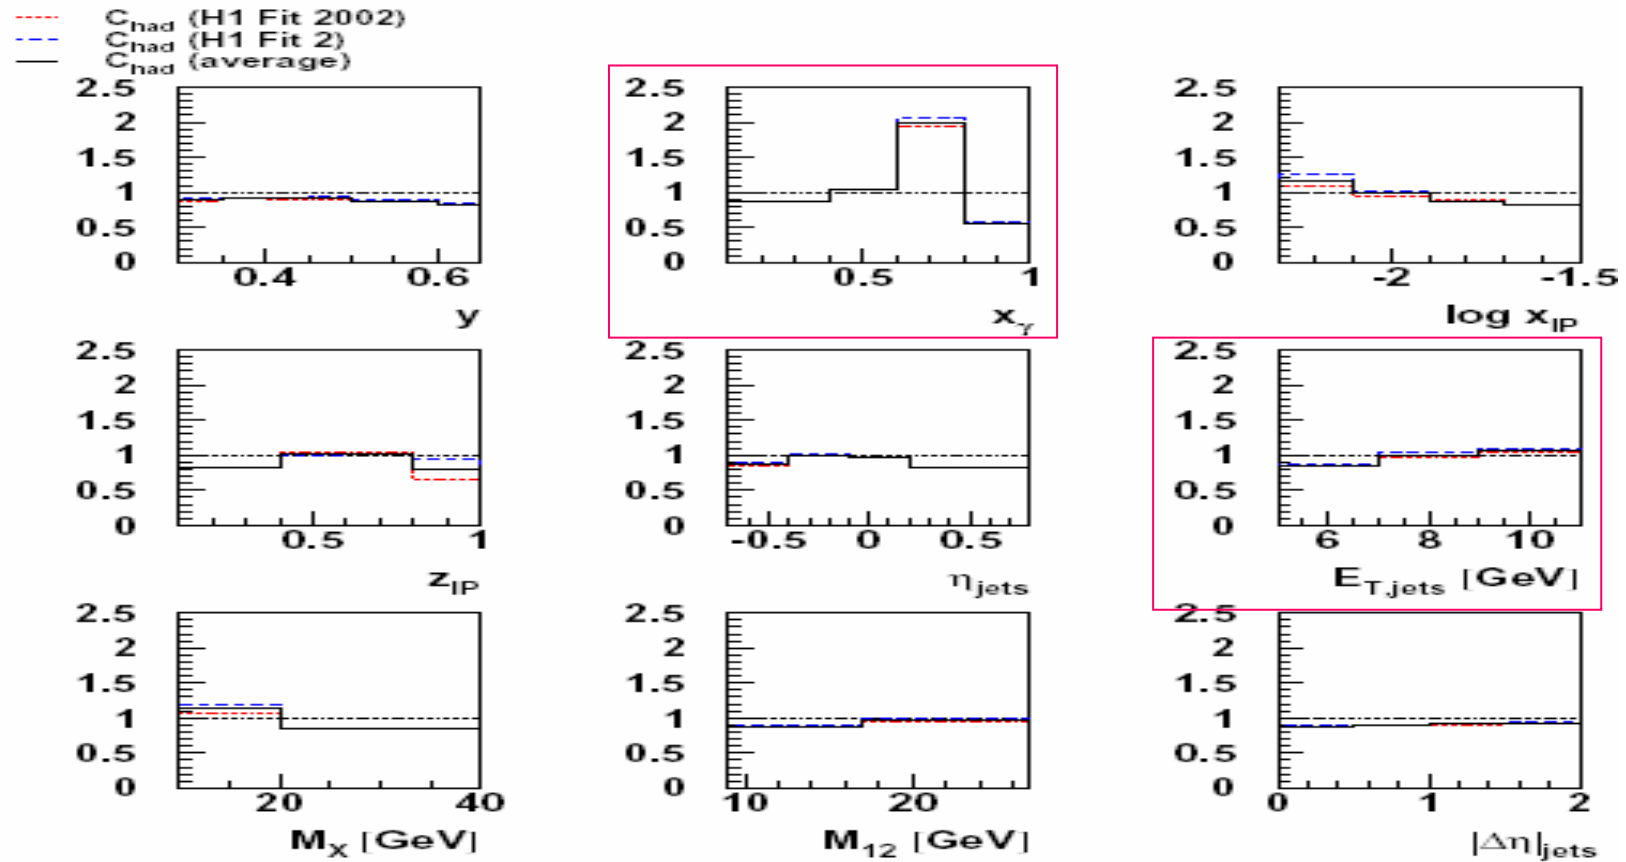 C_had (H1 Fit 2002)
C_had (H1 Fit 2)
C_had (average)
2.5 2 1.5 1 0.5 0
0.4 0.6
y
2.5 2 1.5 1 0.5 0
0.5 1
x_γ
2.5 2 1.5 1 0.5 0
-2 -1.5
log x_IP
2.5 2 1.5 1 0.5 0
0.5 1
z_IP
2.5 2 1.5 1 0.5 0
-0.5 0 0.5
η_jets
2.5 2 1.5 1 0.5 0
6 8 10
E_T,jets [GeV]
2.5 2 1.5 1 0.5 0
20 40
M_X [GeV]
2.5 2 1.5 1 0.5 0
10 20
M_12 [GeV]
2.5 2 1.5 1 0.5 0
0 1 2
|Δη|_jets